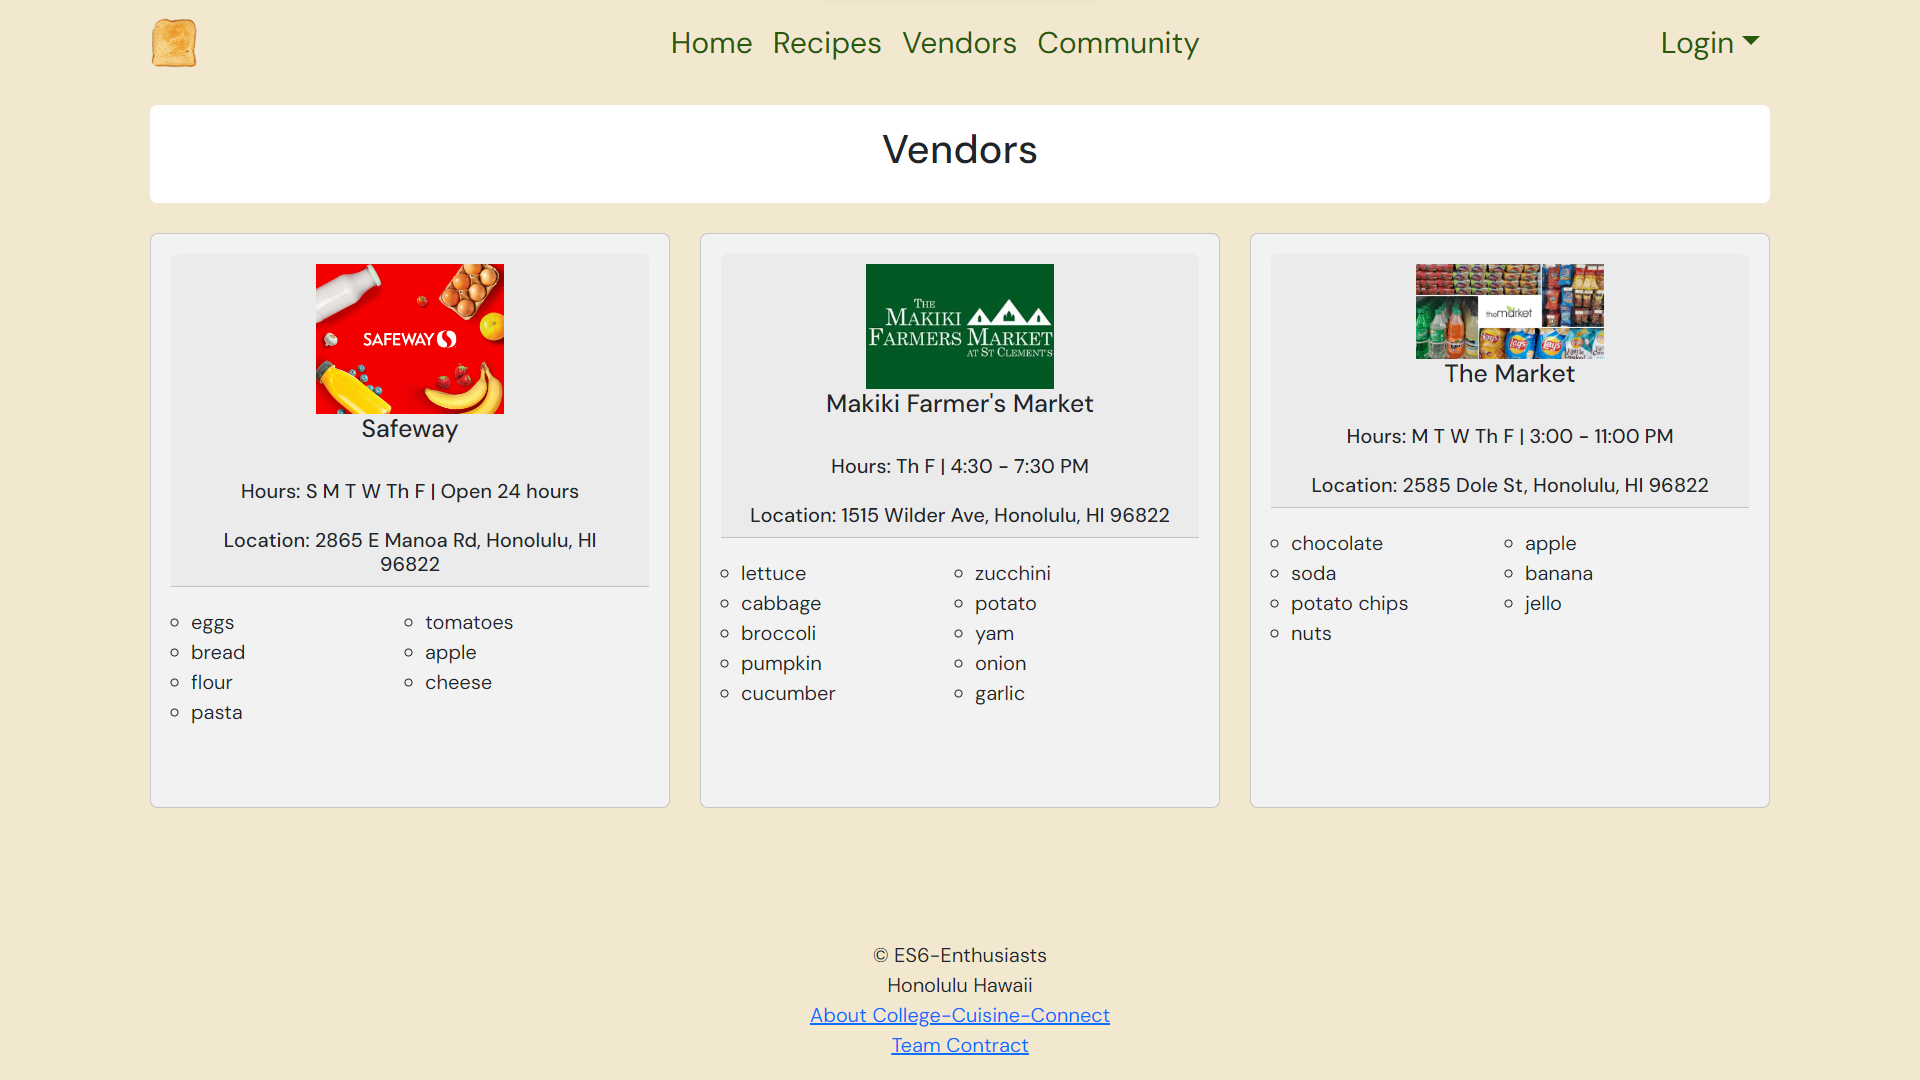 Home Recipes Vendors Community Login
Vendors
SAFEWAY
Safeway
Hours: S M T W Th F | Open 24 hours
Location: 2865 E Manoa Rd, Honolulu, HI
96822
eggs
bread
flour
pasta
tomatoes
apple
cheese
THE
MAKIKI
FARMERS MARKET
AT ST CLEMENT'S
Makiki Farmer's Market
Hours: Th F | 4:30 - 7:30 PM
Location: 1515 Wilder Ave, Honolulu, HI 96822
lettuce
cabbage
broccoli
pumpkin
cucumber
zucchini
potato
yam
onion
garlic
themarket
Lay's
Lay's
Lay's
The Market
Hours: M T W Th F | 3:00 - 11:00 PM
Location: 2585 Dole St, Honolulu, HI 96822
chocolate
soda
potato chips
nuts
apple
banana
jello
© ES6-Enthusiasts
Honolulu Hawaii
About College-Cuisine-Connect
Team Contract